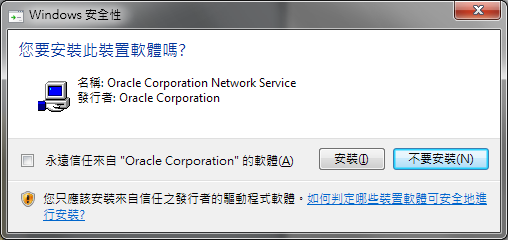 Windows 安全性
您要安裝此裝置軟體嗎?
名稱: Oracle Corporation Network Service
發行者: Oracle Corporation
永遠信任來自 "Oracle Corporation" 的軟體(A)
安裝(I)
不要安裝(N)
您只應該安裝來自信任之發行者的驅動程式軟體。如何判定哪些裝置軟體可安全地進
行安裝?